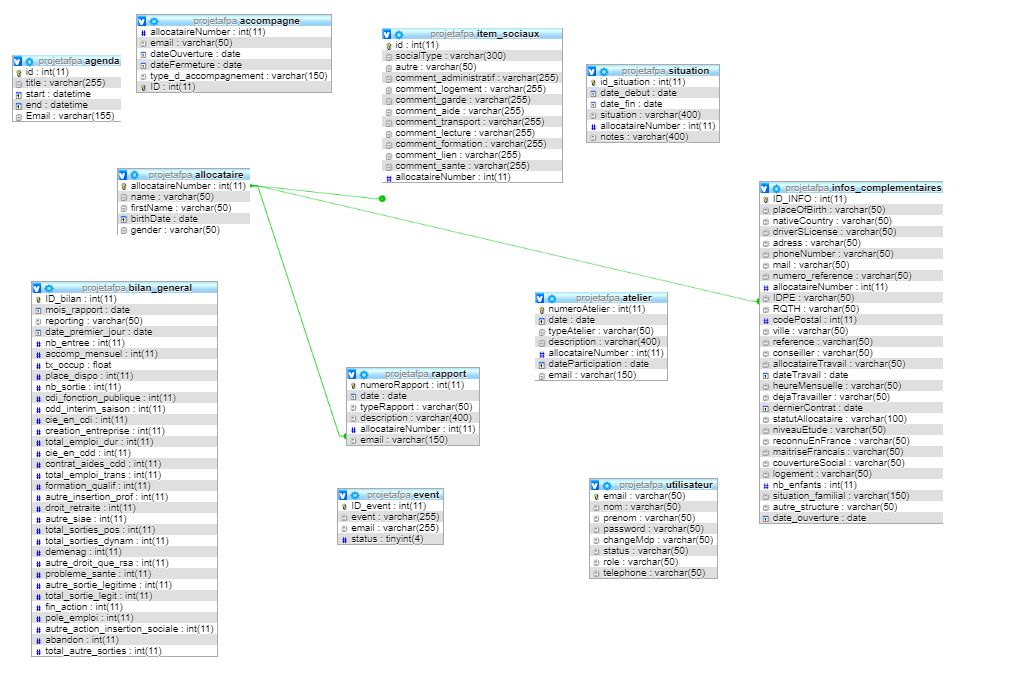 projetafpa agenda
id : int(11)
title : varchar(255)
start : datetime
end : datetime
Email : varchar(155)
projetafpa accompagne
allocataireNumber : int(11)
email : varchar(50)
dateOuverture : date
dateFermeture : date
type_d_accompagnement : varchar(150)
ID : int(11)
projetafpa item_sociaux
id : int(11)
socialType : varchar(300)
autre : varchar(50)
comment_administratif : varchar(255)
comment_logement : varchar(255)
comment_garde : varchar(255)
comment_aide : varchar(255)
comment_transport : varchar(255)
comment_lecture : varchar(255)
comment_formation : varchar(255)
comment_lien : varchar(255)
comment_sante : varchar(255)
allocataireNumber : int(11)
projetafpa situation
id_situation : int(11)
date_debut : date
date_fin : date
situation : varchar(400)
allocataireNumber : int(11)
notes : varchar(400)
projetafpa allocataire
allocataireNumber : int(11)
name : varchar(50)
firstName : varchar(50)
birthDate : date
gender : varchar(50)
projetafpa infos_complementaires
ID_INFO : int(11)
placeOfBirth : varchar(50)
nativeCountry : varchar(50)
driverSLicense : varchar(50)
adress : varchar(50)
phoneNumber : varchar(50)
mail : varchar(50)
numero_reference : varchar(50)
allocataireNumber : int(11)
IDPE : varchar(50)
RQTH : varchar(50)
codePostal : int(11)
ville : varchar(50)
reference : varchar(50)
conseiller : varchar(50)
allocataireTravail : varchar(50)
dateTravail : date
heureMensuelle : varchar(50)
dejaTravailler : varchar(50)
dernierContrat : date
statutAllocataire : varchar(100)
niveauEtude : varchar(50)
reconnuEnFrance : varchar(50)
maitriseFrancais : varchar(50)
couvertureSocial : varchar(50)
logement : varchar(50)
nb_enfants : int(11)
situation_familial : varchar(150)
autre_structure : varchar(50)
date_ouverture : date
projetafpa bilan_general
ID_bilan : int(11)
mois_rapport : date
reporting : varchar(50)
date_premier_jour : date
nb_entree : int(11)
accomp_mensuel : int(11)
tx_occup : float
place_dispo : int(11)
nb_sortie : int(11)
cdi_fonction_publique : int(11)
cdd_interim_saison : int(11)
cie_en_cdi : int(11)
creation_entreprise : int(11)
total_emploi_dur : int(11)
cie_en_cdd : int(11)
contrat_aides_cdd : int(11)
total_emploi_trans : int(11)
formation_qualif : int(11)
autre_insertion_prof : int(11)
droit_retraite : int(11)
autre_siae : int(11)
total_sorties_pos : int(11)
total_sorties_dynam : int(11)
demenag : int(11)
autre_droit_que_rsa : int(11)
probleme_sante : int(11)
autre_sortie_legitime : int(11)
total_sortie_legit : int(11)
fin_action : int(11)
pole_emploi : int(11)
autre_action_insertion_sociale : int(11)
abandon : int(11)
total_autre_sorties : int(11)
projetafpa atelier
numeroAtelier : int(11)
date : date
typeAtelier : varchar(50)
description : varchar(400)
allocataireNumber : int(11)
dateParticipation : date
email : varchar(150)
projetafpa rapport
numeroRapport : int(11)
date : date
typeRapport : varchar(50)
description : varchar(400)
allocataireNumber : int(11)
email : varchar(150)
projetafpa event
ID_event : int(11)
event : varchar(255)
email : varchar(255)
status : tinyint(4)
projetafpa utilisateur
email : varchar(50)
nom : varchar(50)
prenom : varchar(50)
password : varchar(50)
changeMdp : varchar(50)
status : varchar(50)
role : varchar(50)
telephone : varchar(50)